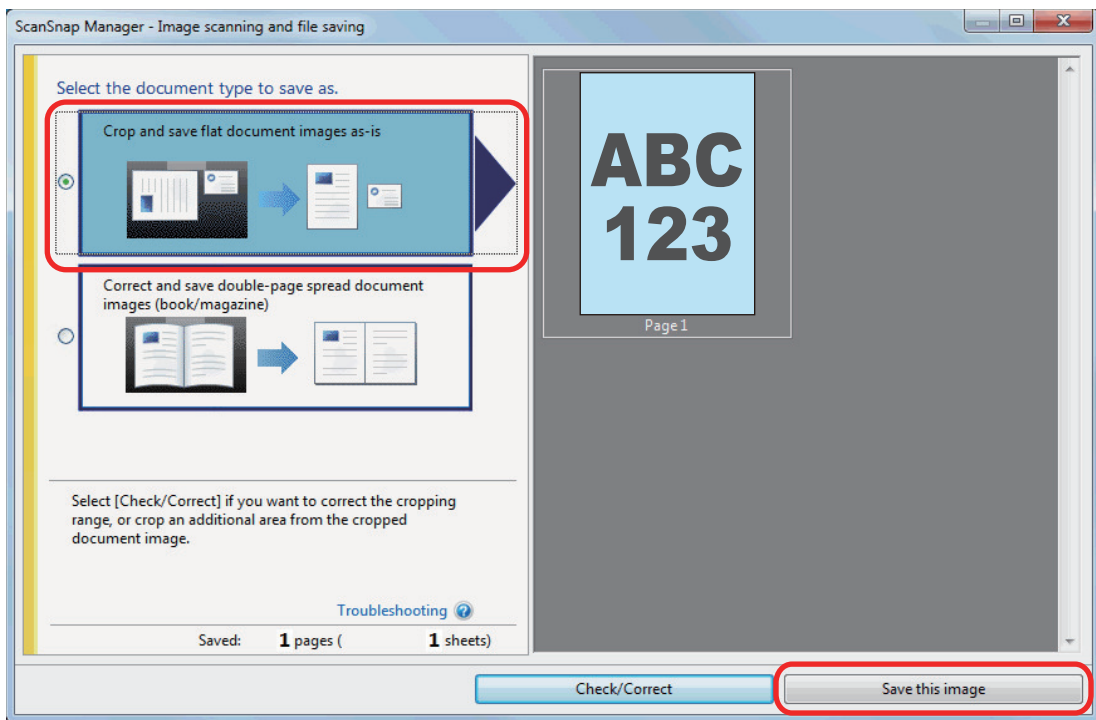 ScanSnap Manager - Image scanning and file saving
Select the document type to save as.
Crop and save flat document images as-is
Correct and save double-page spread document
images (book/magazine)
Select [Check/Correct] if you want to correct the cropping
range, or crop an additional area from the cropped
document image.
Troubleshooting ?
Saved: 1 pages ( 1 sheets)
ABC
123
Page1
Check/Correct
Save this image